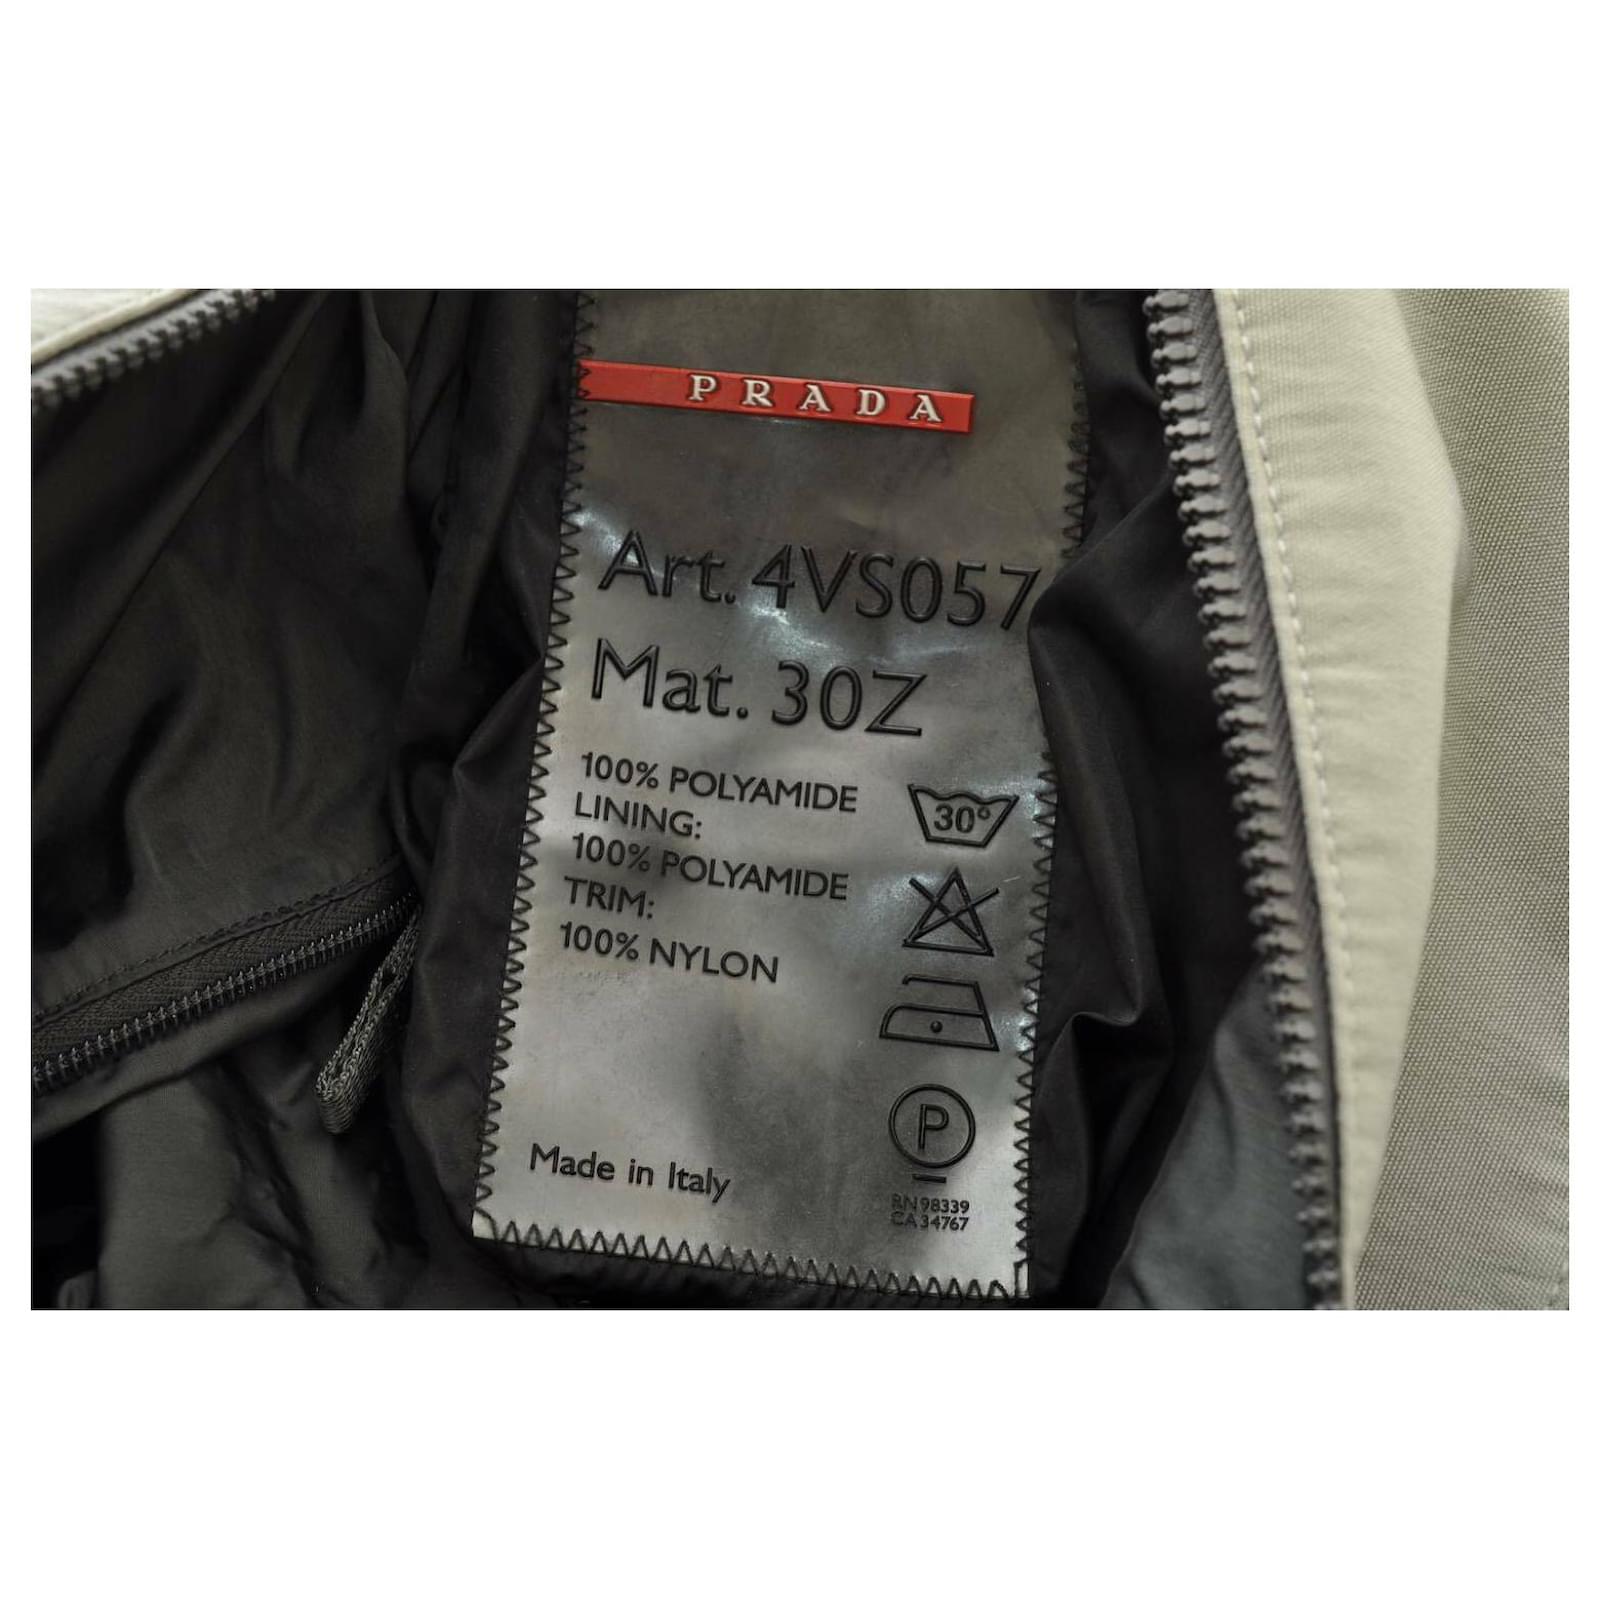 PRADA
Art. 4VS057
Mat. 30Z
100% POLYAMIDE
LINING:
100% POLYAMIDE
TRIM:
100% NYLON
30°
P
Made in Italy
RN 98339
CA 34767